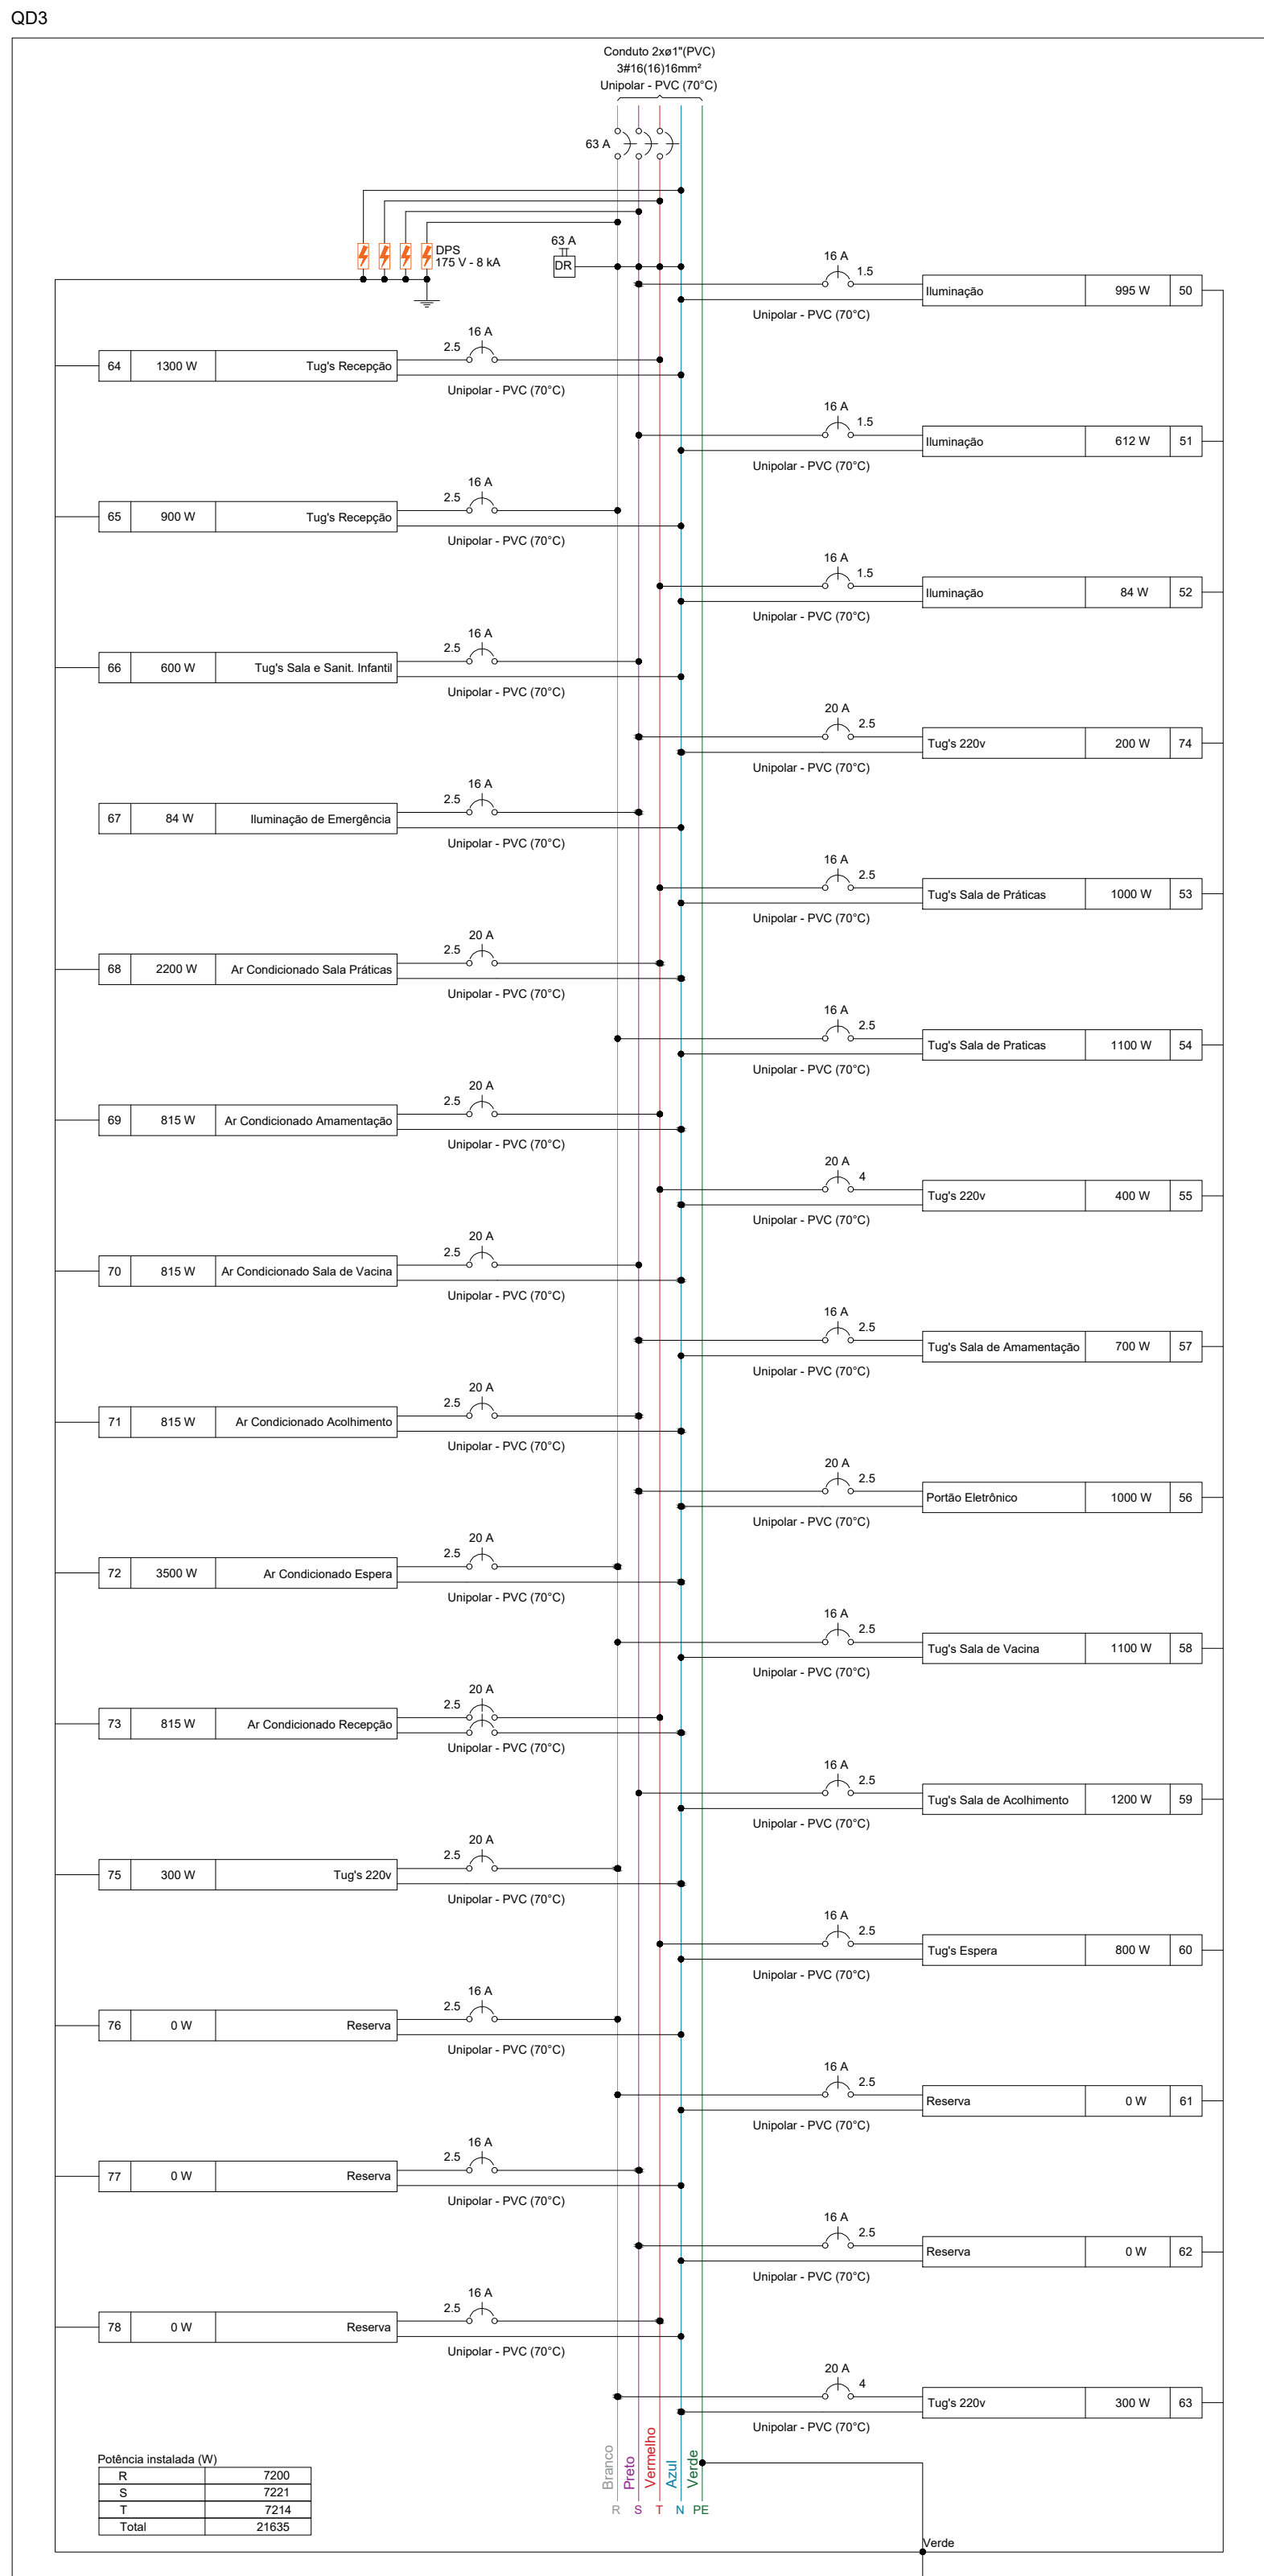 QD3
Conduto 2xø1"(PVC)
3#16(16)16mm²
Unipolar - PVC (70°C)
63 A
DPS
175 V - 8 kA
63 A
DR
16 A
1.5
Iluminação 995 W 50
Unipolar - PVC (70°C)
16 A
2.5
64 1300 W Tug's Recepção
Unipolar - PVC (70°C)
16 A
1.5
Iluminação 612 W 51
Unipolar - PVC (70°C)
16 A
2.5
65 900 W Tug's Recepção
Unipolar - PVC (70°C)
16 A
1.5
Iluminação 84 W 52
Unipolar - PVC (70°C)
16 A
2.5
66 600 W Tug's Sala e Sanit. Infantil
Unipolar - PVC (70°C)
20 A
2.5
Tug's 220v 200 W 74
Unipolar - PVC (70°C)
16 A
2.5
67 84 W Iluminação de Emergência
Unipolar - PVC (70°C)
16 A
2.5
Tug's Sala de Práticas 1000 W 53
Unipolar - PVC (70°C)
20 A
2.5
68 2200 W Ar Condicionado Sala Práticas
Unipolar - PVC (70°C)
16 A
2.5
Tug's Sala de Praticas 1100 W 54
Unipolar - PVC (70°C)
20 A
2.5
69 815 W Ar Condicionado Amamentação
Unipolar - PVC (70°C)
20 A
4
Tug's 220v 400 W 55
Unipolar - PVC (70°C)
20 A
2.5
70 815 W Ar Condicionado Sala de Vacina
Unipolar - PVC (70°C)
16 A
2.5
Tug's Sala de Amamentação 700 W 57
Unipolar - PVC (70°C)
20 A
2.5
71 815 W Ar Condicionado Acolhimento
Unipolar - PVC (70°C)
20 A
2.5
Portão Eletrônico 1000 W 56
Unipolar - PVC (70°C)
20 A
2.5
72 3500 W Ar Condicionado Espera
Unipolar - PVC (70°C)
16 A
2.5
Tug's Sala de Vacina 1100 W 58
Unipolar - PVC (70°C)
20 A
2.5
73 815 W Ar Condicionado Recepção
Unipolar - PVC (70°C)
16 A
2.5
Tug's Sala de Acolhimento 1200 W 59
Unipolar - PVC (70°C)
20 A
2.5
75 300 W Tug's 220v
Unipolar - PVC (70°C)
16 A
2.5
Tug's Espera 800 W 60
Unipolar - PVC (70°C)
16 A
2.5
76 0 W Reserva
Unipolar - PVC (70°C)
16 A
2.5
Reserva 0 W 61
Unipolar - PVC (70°C)
16 A
2.5
77 0 W Reserva
Unipolar - PVC (70°C)
16 A
2.5
Reserva 0 W 62
Unipolar - PVC (70°C)
16 A
2.5
78 0 W Reserva
Unipolar - PVC (70°C)
20 A
4
Tug's 220v 300 W 63
Unipolar - PVC (70°C)
Branco
Preto
Vermelho
Azul
Verde
R S T N PE
Potência instalada (W)
R 7200
S 7221
T 7214
Total 21635
Verde